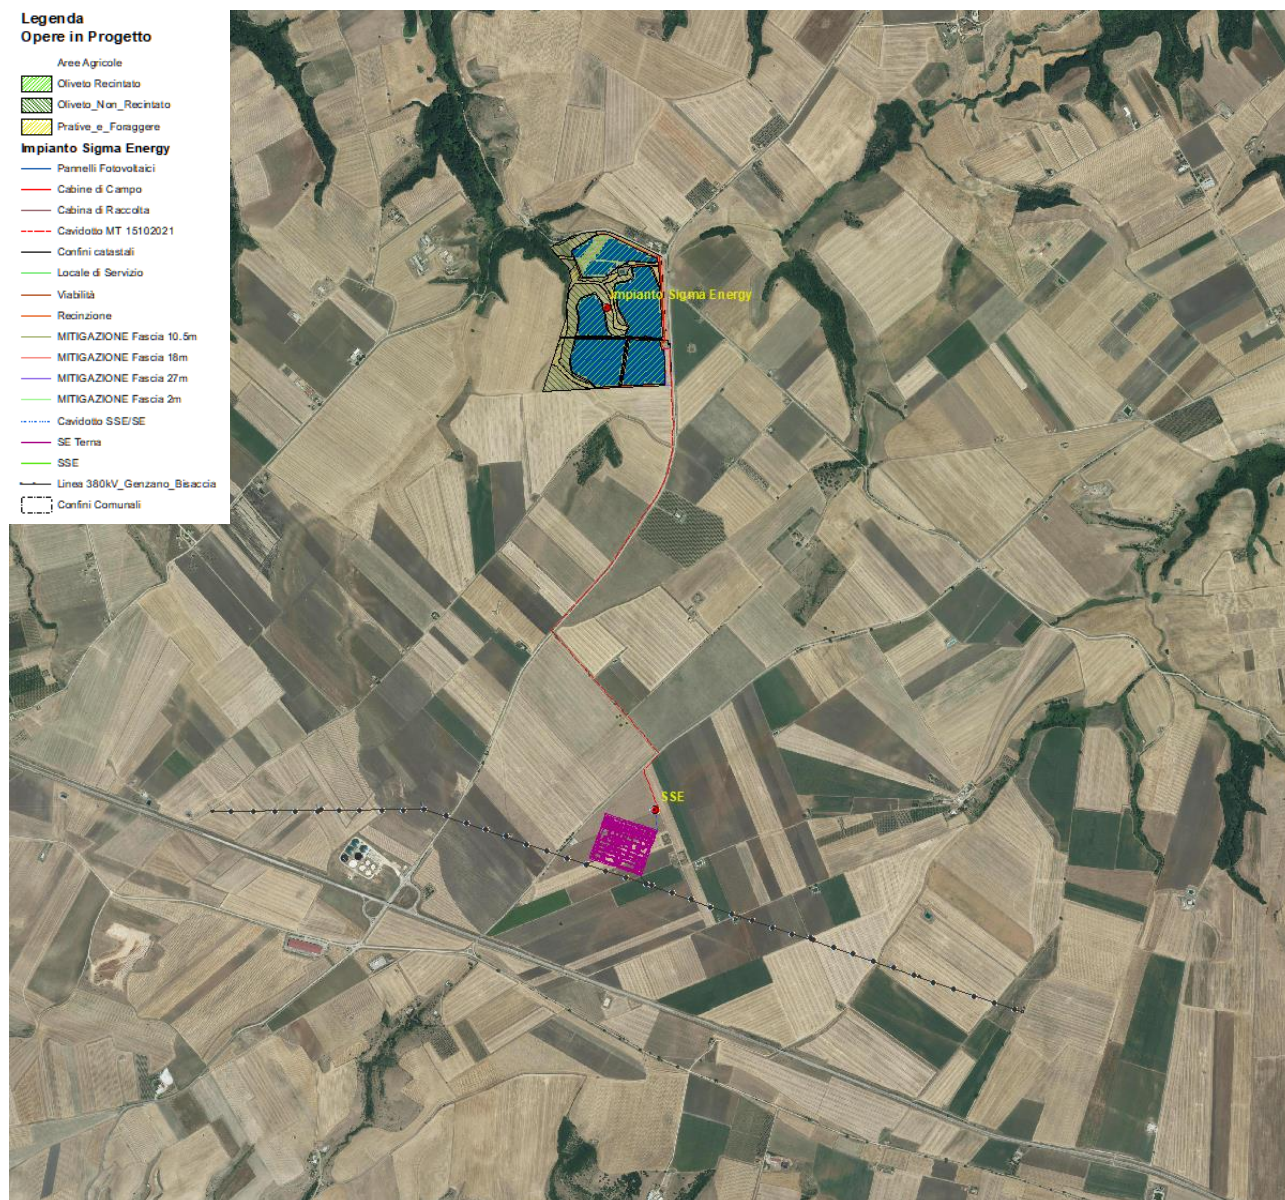 Legenda
Opere in Progetto
Aree Agricole
Oliveto Recintato
Oliveto_Non_Recintato
Prative_e_Foraggere
Impianto Sigma Energy
Pannelli Fotovoltaici
Cabine di Campo
Cabina di Raccolta
Cavidotto MT 15102021
Confini catastali
Locale di Servizio
Viabilità
Recinzione
MITIGAZIONE Fascia 10.5m
MITIGAZIONE Fascia 18m
MITIGAZIONE Fascia 27m
MITIGAZIONE Fascia 2m
Cavidotto SSE/SE
SE Terna
SSE
Linea 380kV_Genzano_Bisaccia
Confini Comunali
Impianto Sigma Energy
SSE